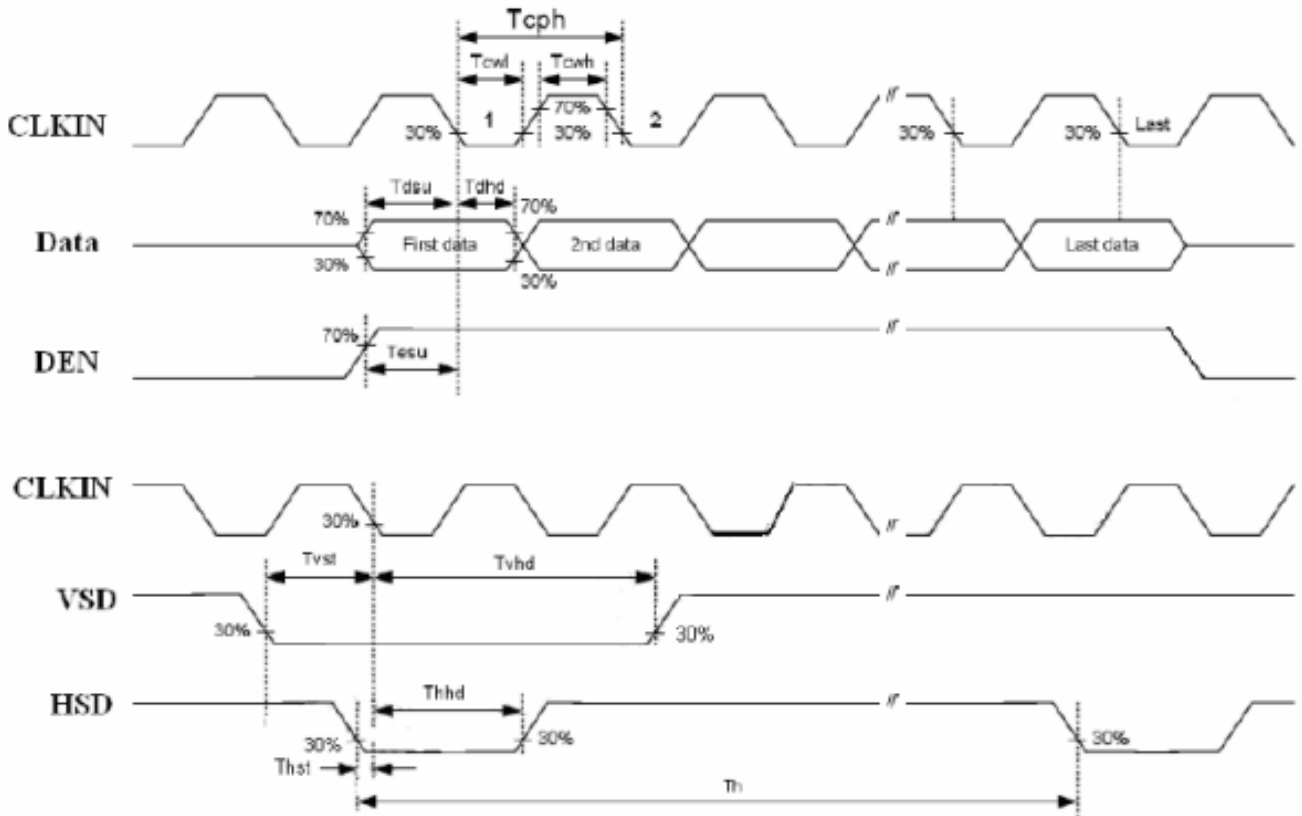 Tcph
Tcwl Tcwh
CLKIN 30% 1 70% 30% 2 30% 30% Last
Tdsu Tdhd
70% 70%
Data First data 2nd data Last data
30% 30%
70%
DEN Tesu
CLKIN 30%
Tvst Tvhd
VSD 30% 30%
HSD Thhd
30% 30% 30%
Thst
Th